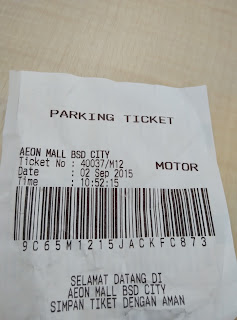 PARKING TICKET
AEON MALL BSD CITY
Ticket No : 40037/M12
MOTOR
Date : 02 Sep 2015
Time : 10:52:15
9C65M1215JACKFC873
SELAMAT DATANG DI
AEON MALL BSD CITY
SIMPAN TIKET DENGAN AMAN